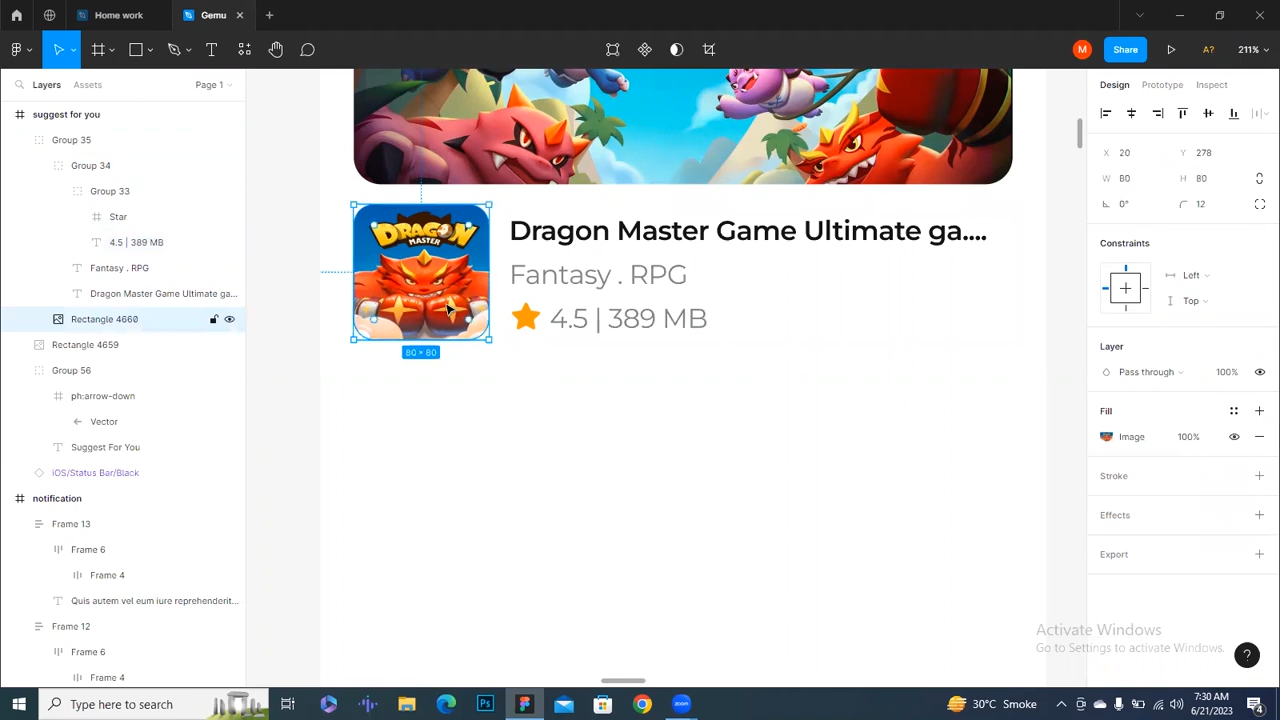 Home work
Gemu
Share
A?
211%
M
Layers
Assets
Page 1
suggest for you
Group 35
Group 34
Group 33
Star
4.5 | 389 MB
Fantasy . RPG
Dragon Master Game Ultimate ga...
Rectangle 4660
Rectangle 4659
Group 56
ph:arrow-down
Vector
Suggest For You
iOS/Status Bar/Black
notification
Frame 13
Frame 6
Frame 4
Quis autem vel eum iure reprehenderit...
Frame 12
Frame 6
Frame 4
DRAGON
MASTER
80 × 80
Dragon Master Game Ultimate ga....
Fantasy . RPG
4.5 | 389 MB
Design
Prototype
Inspect
X 20
Y 278
W 80
H 80
0°
12
Constraints
Left
Top
Layer
Pass through
100%
Fill
Image
100%
Stroke
Effects
Export
Activate Windows
Go to Settings to activate Windows.
?
Type here to search
Ps
zoom
30°C Smoke
7:30 AM
6/21/2023